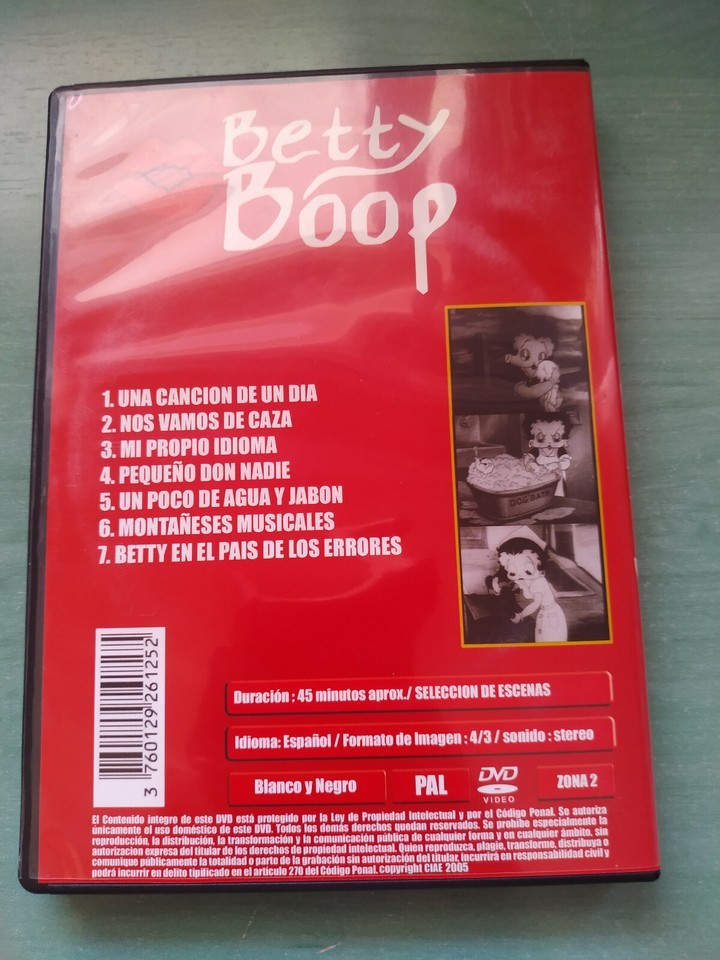 Betty
Boop
1. UNA CANCION DE UN DIA
2. NOS VAMOS DE CAZA
3. MI PROPIO IDIOMA
4. PEQUEÑO DON NADIE
5. UN POCO DE AGUA Y JABON
6. MONTAÑESES MUSICALES
7. BETTY EN EL PAIS DE LOS ERRORES
DOG BATH
3 760129 261252
Duración : 45 minutos aprox./ SELECCION DE ESCENAS
Idioma: Español / Formato de Imagen : 4/3 / sonido : stereo
Blanco y Negro PAL DVD VIDEO ZONA 2
El Contenido integro de este DVD está protegido por la Ley de Propiedad Intelectual y por el Código Penal. Se autoriza
únicamente el uso doméstico de este DVD. Todos los demás derechos quedan reservados. Se prohibe especialmente la
reproducción, la distribución, la transformación y la comunicación pública de cualquier forma y en cualquier ámbito, sin
autorizacion expresa del titular de los derechos de propiedad intelectual. Quien reproduzca, plagie, transforme, distribuya o
comunique públicamente la totalidad o parte de la grabación sin autorización del titular. Incurrirá en responsabilidad civil y
podrá incurrir en delito tipificado en el artículo 270 del Código Penal. copyright CIAE 2005